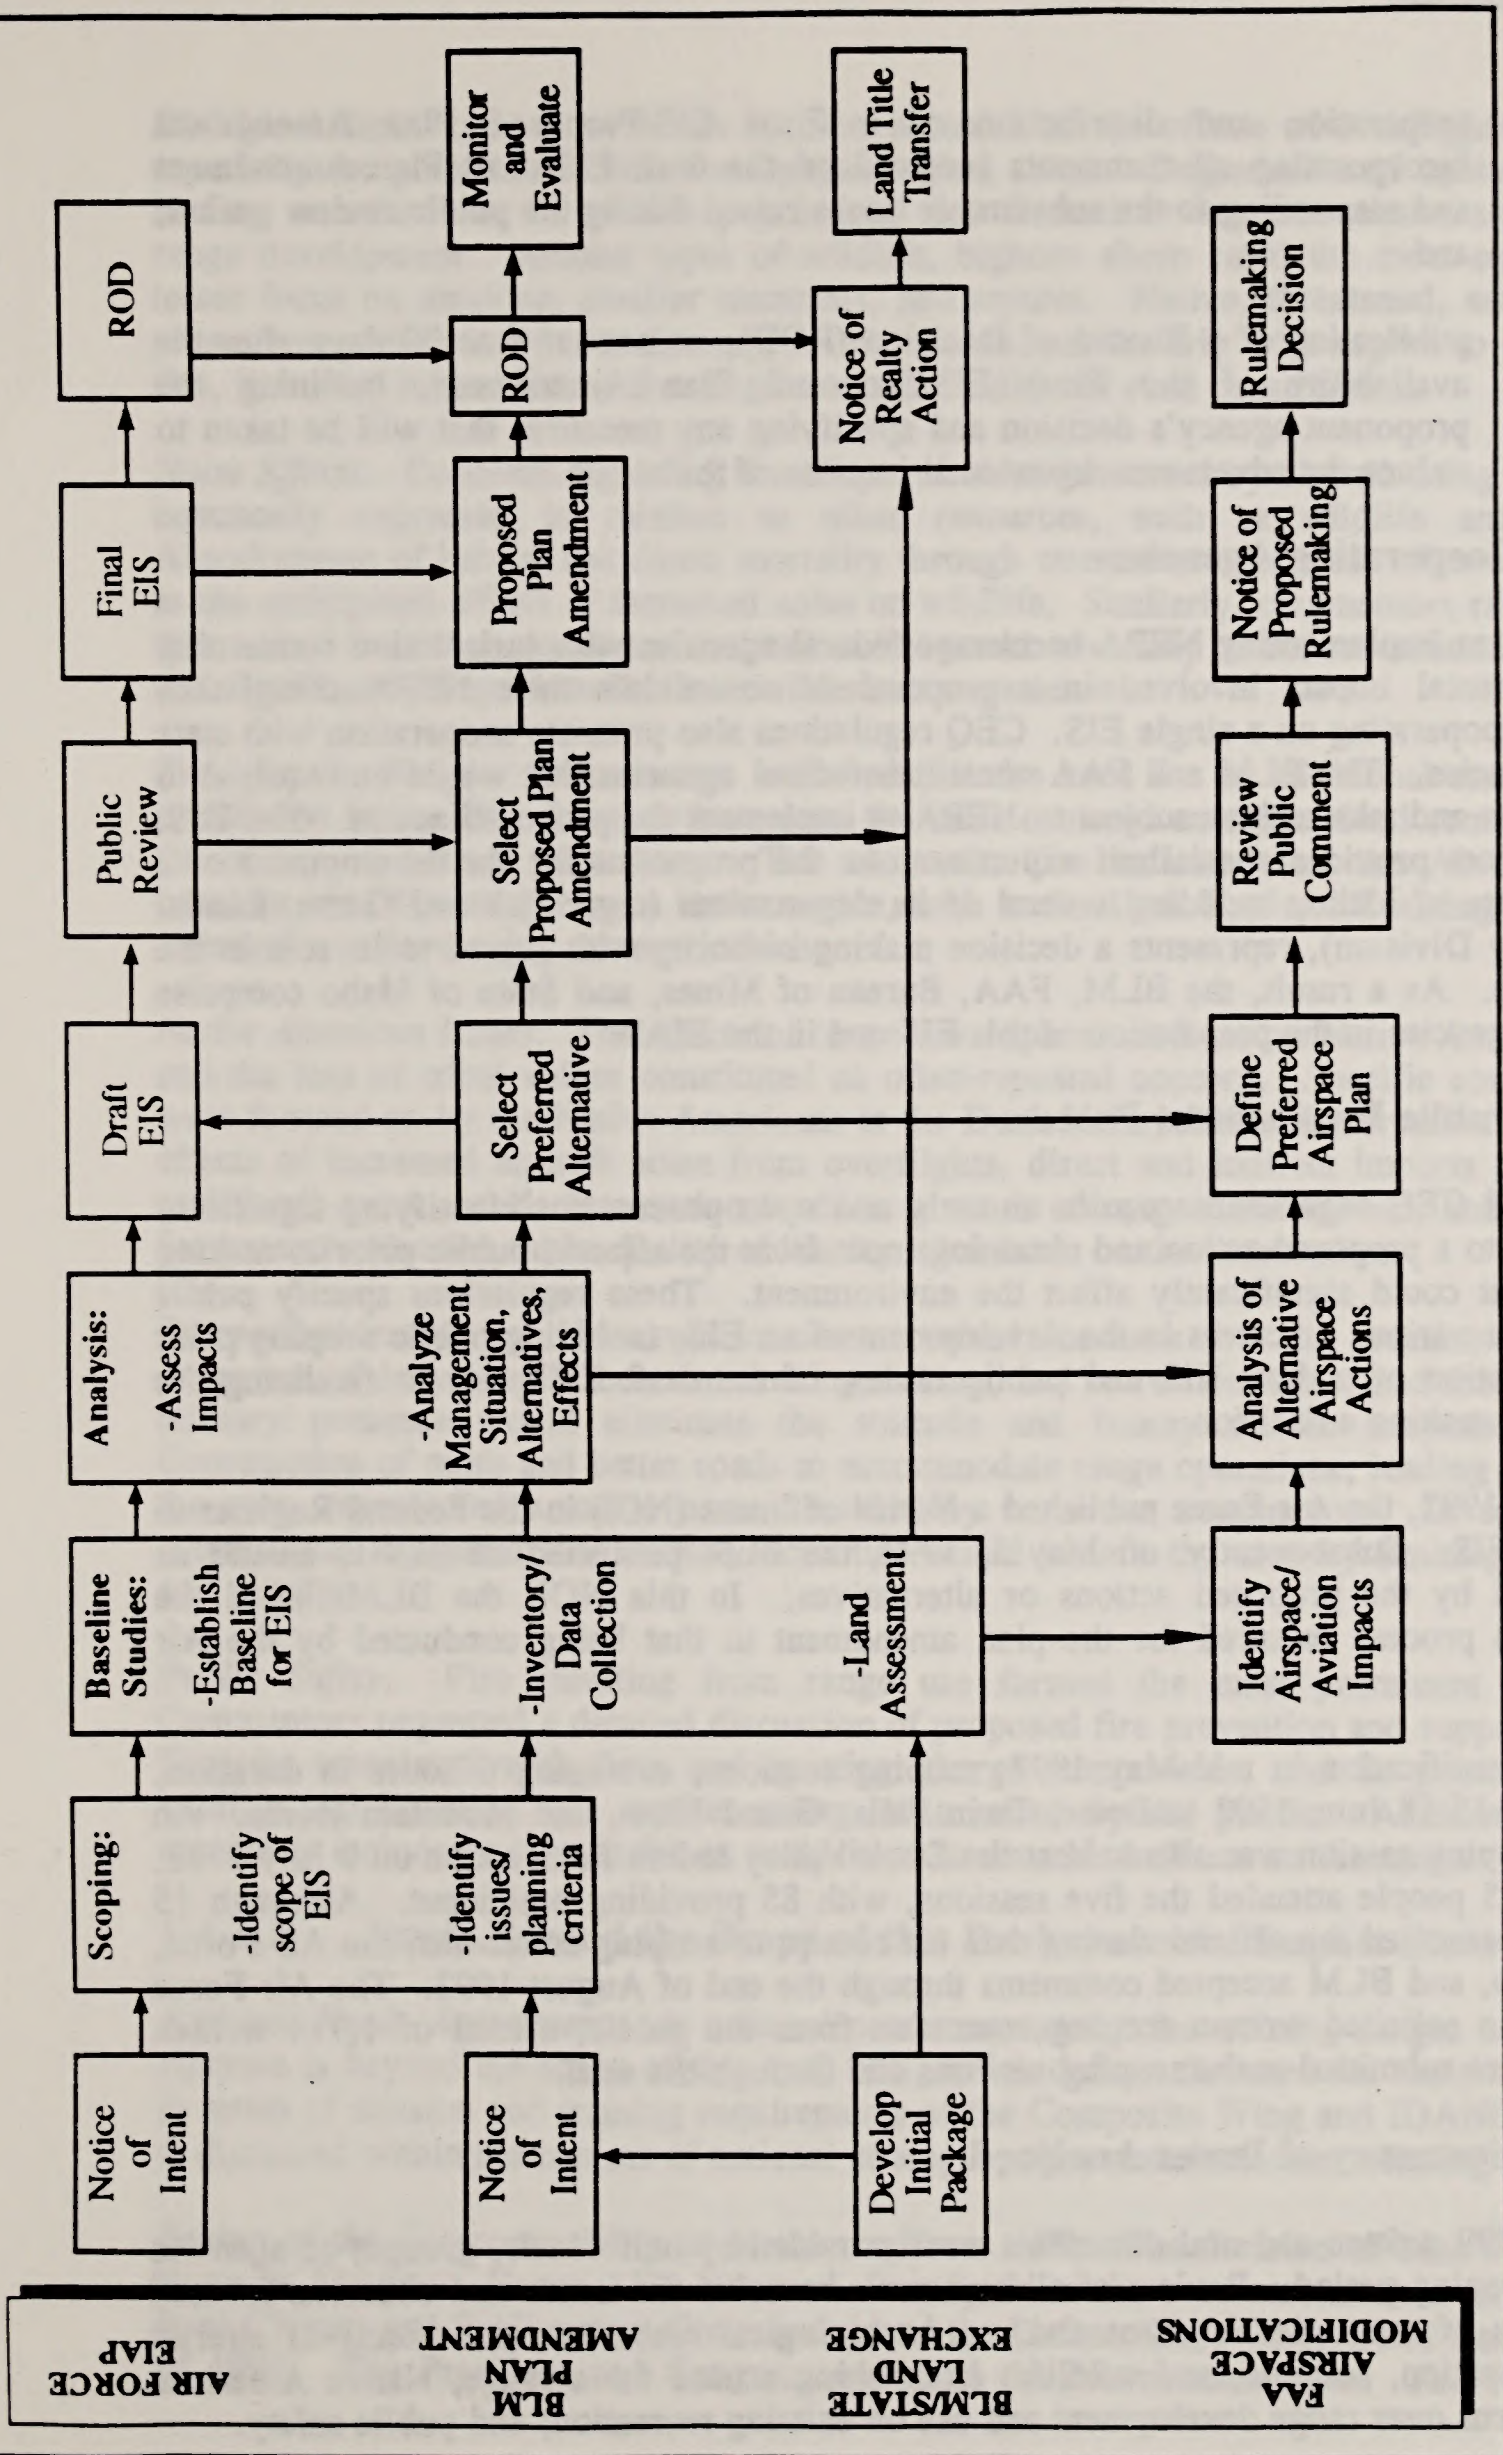 AIR FORCE
EIAP
Notice
of
Intent
Scoping:
-Identify
scope of
EIS
-Identify
issues/
planning
criteria
Baseline
Studies:
-Establish
Baseline
for EIS
-Inventory/
Data
Collection
-Land
Assessment
Analysis:
-Assess
Impacts
-Analyze
Management
Situation,
Alternatives,
Effects
Draft
EIS
Public
Review
Final
EIS
ROD
BLM
PLAN
AMENDMENT
Notice
of
Intent
Select
Preferred
Alternative
Select
Proposed Plan
Amendment
Proposed
Plan
Amendment
ROD
Monitor
and
Evaluate
BLM/STATE
LAND
EXCHANGE
Develop
Initial
Package
Notice of
Realty
Action
Land Title
Transfer
FAA
AIRSPACE
MODIFICATIONS
Identify
Airspace/
Aviation
Impacts
Analysis of
Alternative
Airspace
Actions
Define
Preferred
Airspace
Plan
Review
Public
Comment
Notice of
Proposed
Rulemaking
Rulemaking
Decision